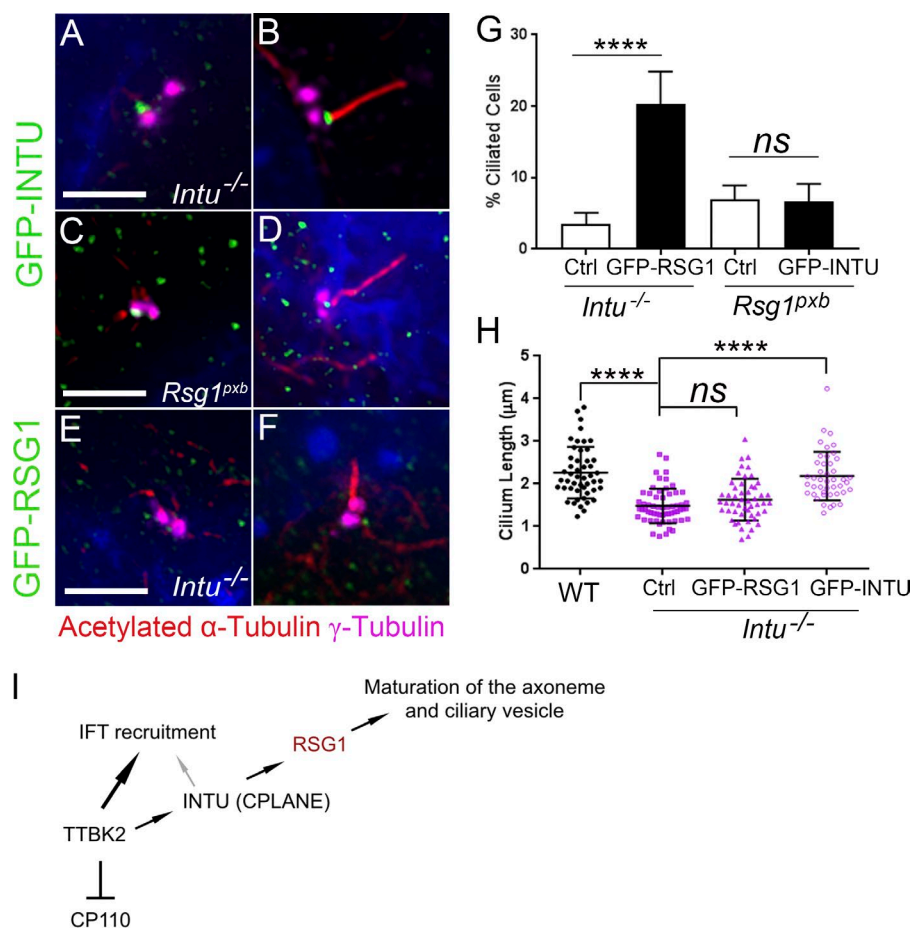 GFP-INTU
GFP-RSG1
A
B
Intu-/-
C
D
Rsg1pxb
E
F
Intu-/-
Acetylated α-Tubulin γ-Tubulin
G
% Ciliated Cells
30
20
10
0
****
ns
Ctrl GFP-RSG1 Ctrl GFP-INTU
Intu-/- Rsg1pxb
H
Cilium Length (μm)
5
4
3
2
1
0
****
****
ns
WT Ctrl GFP-RSG1 GFP-INTU
Intu-/-
I
Maturation of the axoneme
and ciliary vesicle
IFT recruitment
RSG1
INTU (CPLANE)
TTBK2
CP110